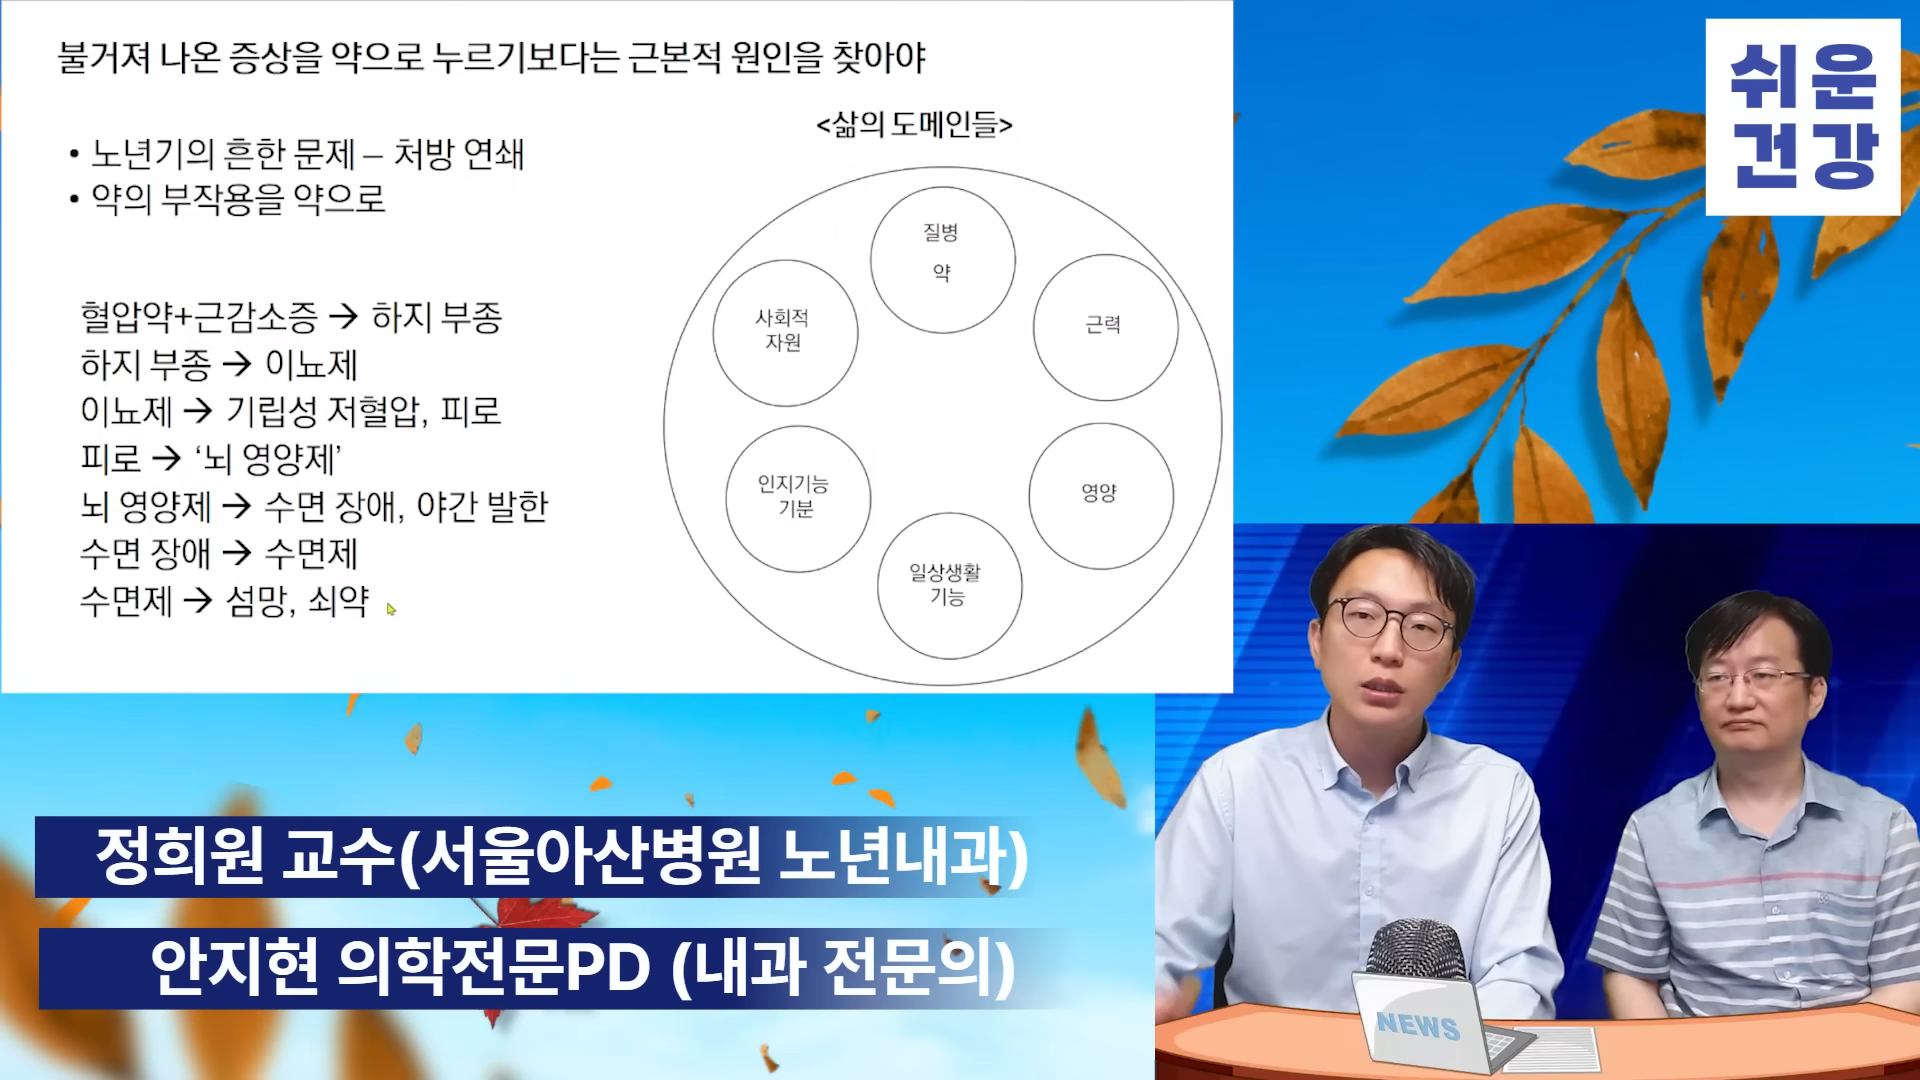 불거져 나온 증상을 약으로 누르기보다는 근본적 원인을 찾아야
• 노년기의 흔한 문제 – 처방 연쇄
• 약의 부작용을 약으로
혈압약+근감소증 → 하지 부종
하지 부종 → 이뇨제
이뇨제 → 기립성 저혈압, 피로
피로 → ‘뇌 영양제’
뇌 영양제 → 수면 장애, 야간 발한
수면 장애 → 수면제
수면제 → 섬망, 쇠약
<삶의 도메인들>
질병
약
사회적
자원
근력
인지기능
기분
영양
일상생활
기능
쉬운
건강
정희원 교수(서울아산병원 노년내과)
안지현 의학전문PD (내과 전문의)
NEWS